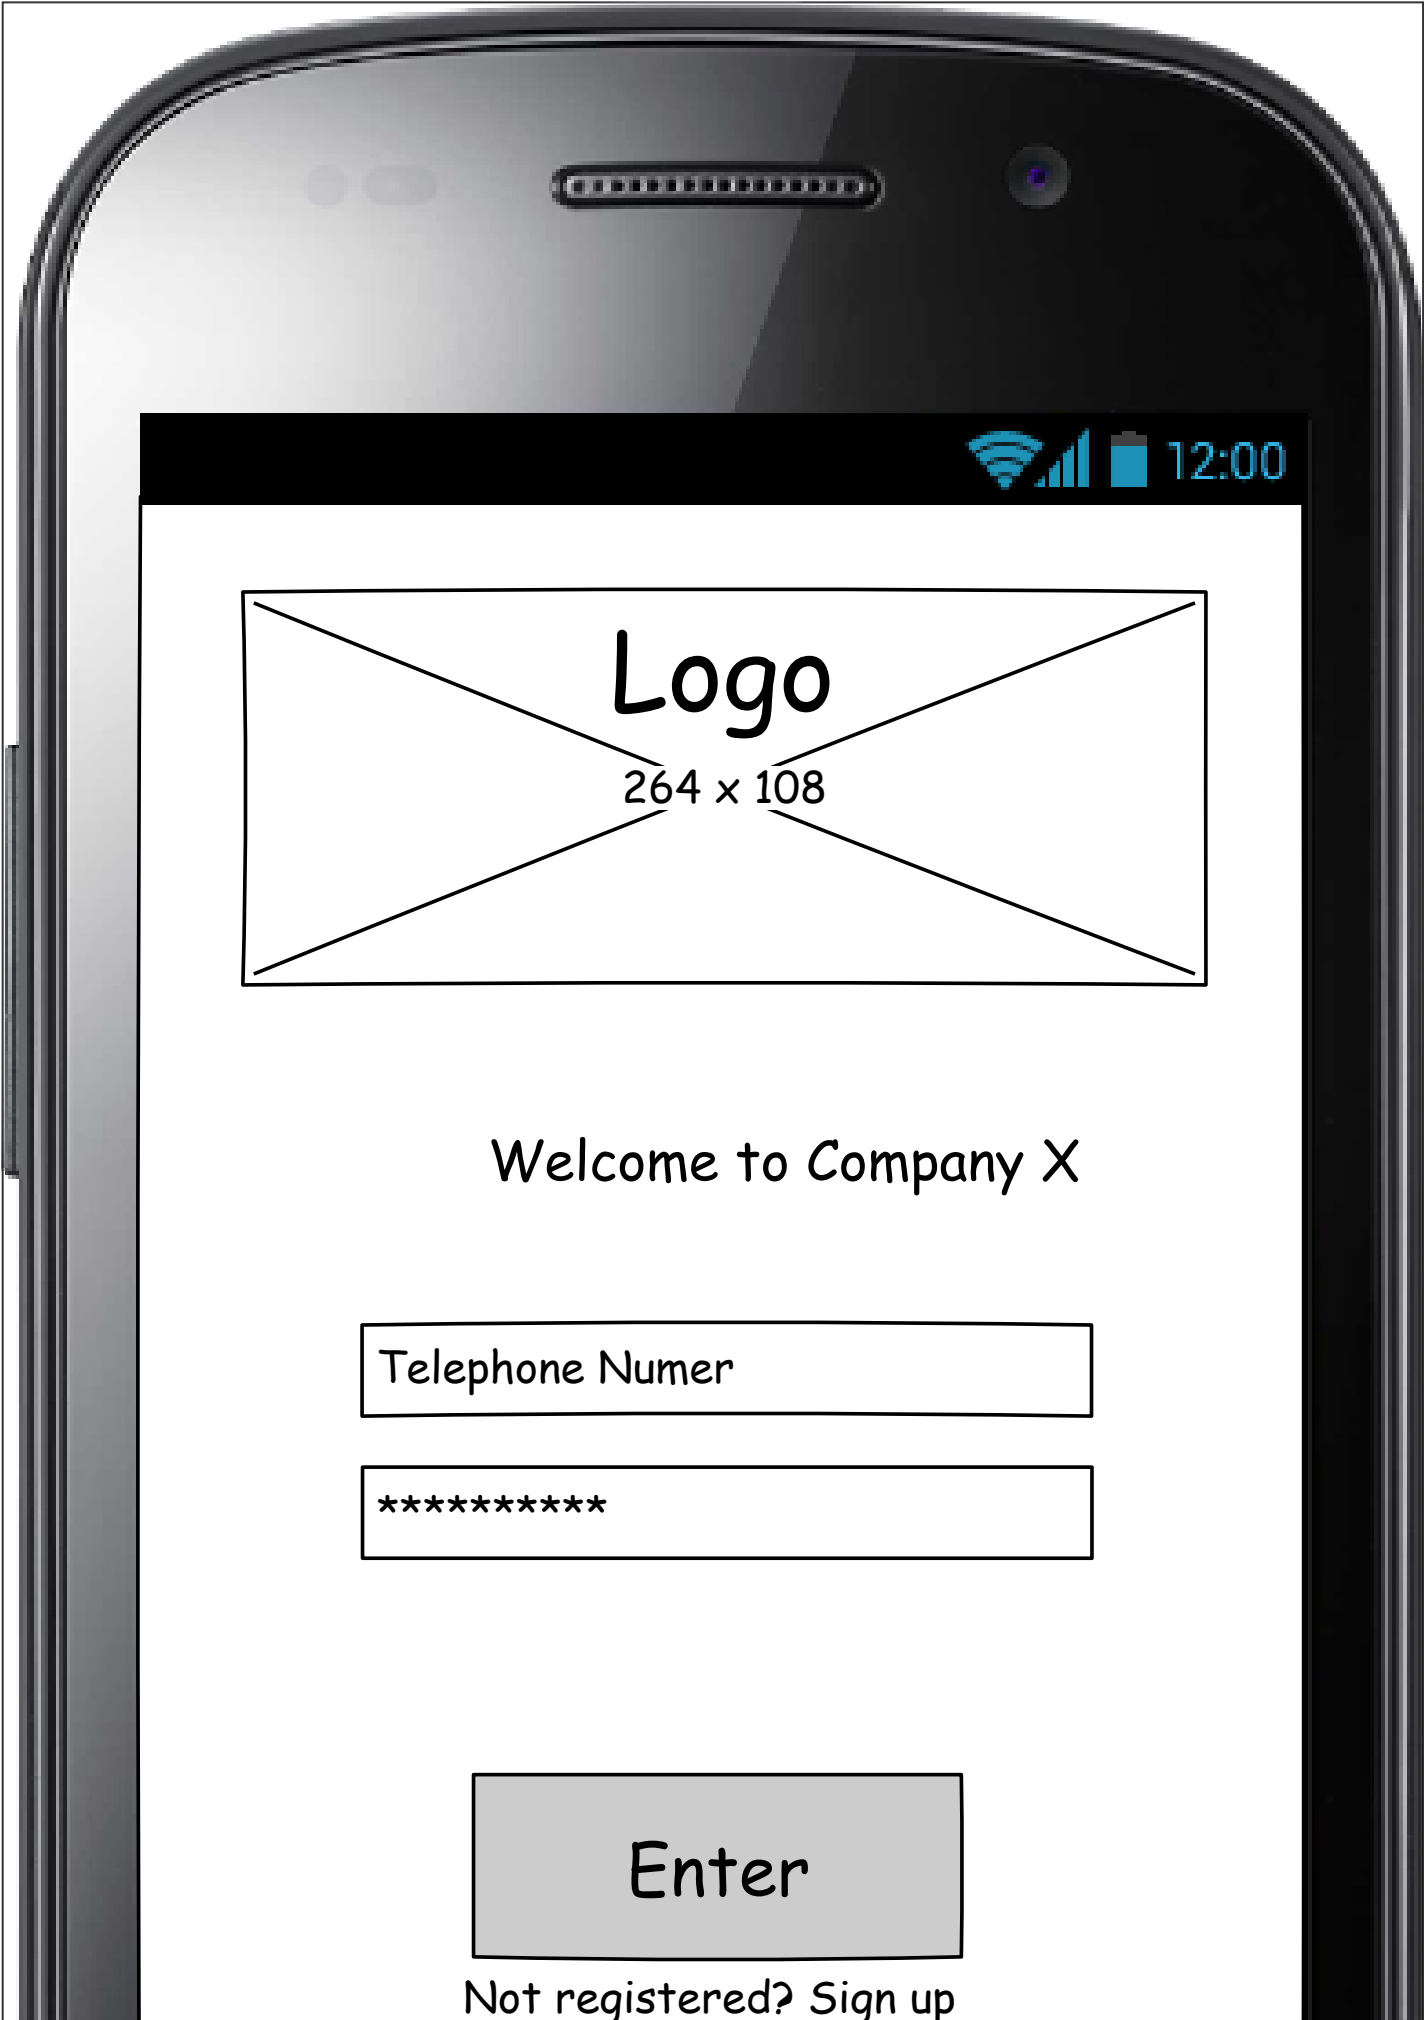 12:00
Logo
264 x 108
Welcome to Company X
Telephone Numer
**********
Enter
Not registered? Sign up